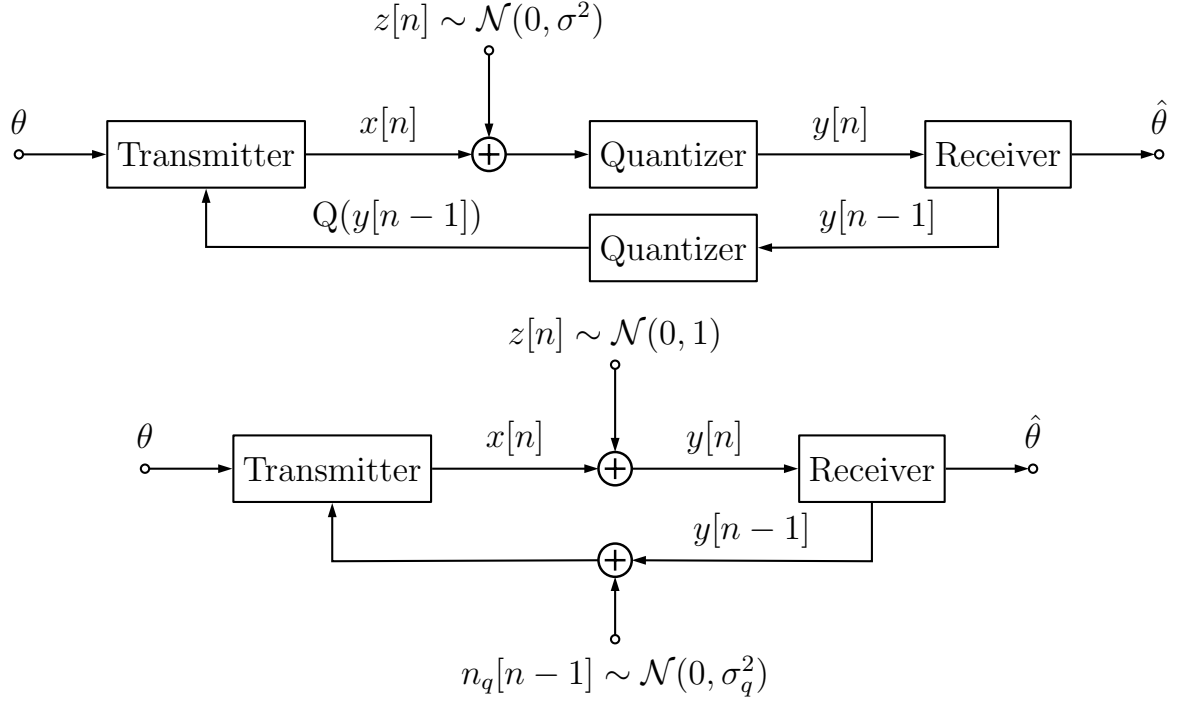 z[n] ∼ 𝒩(0, σ²)
θ x[n] y[n] θ̂
Transmitter + Quantizer Receiver
Q(y[n − 1]) y[n − 1]
Quantizer
z[n] ∼ 𝒩(0, 1)
θ x[n] y[n] θ̂
Transmitter + Receiver
y[n − 1]
+
n_q[n − 1] ∼ 𝒩(0, σ_q²)